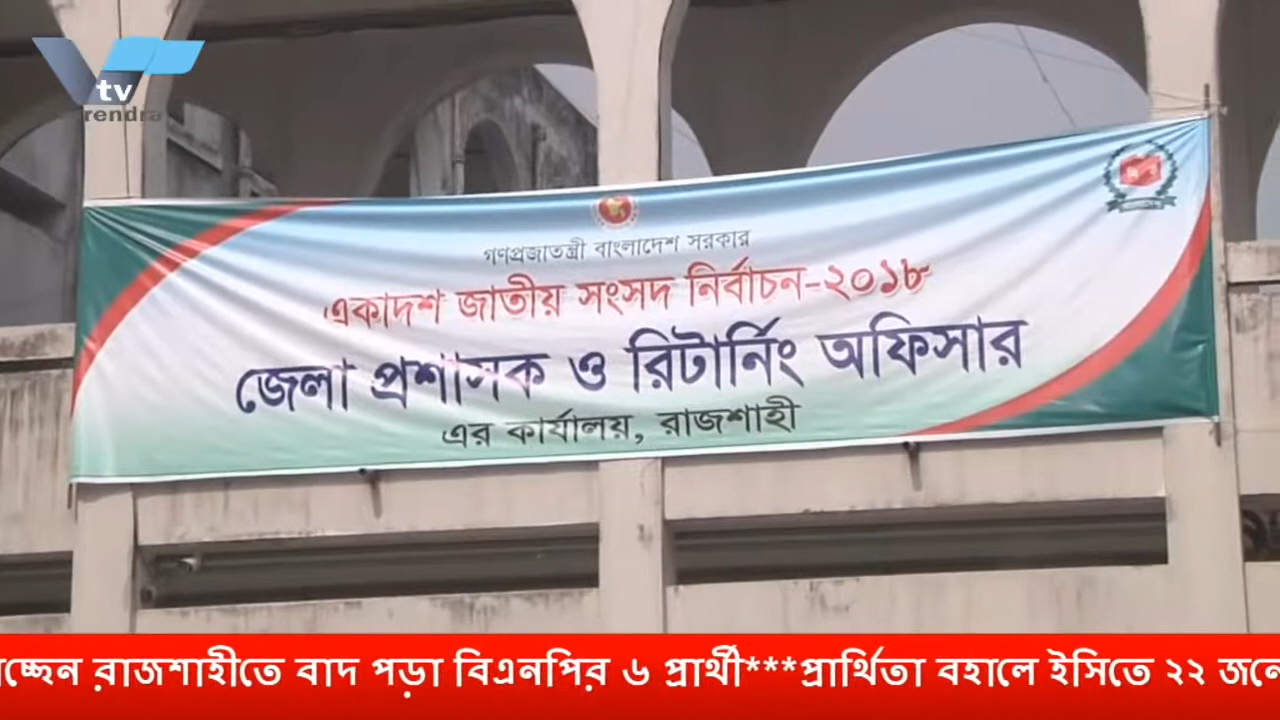 tv
rendra
গণপ্রজাতন্ত্রী বাংলাদেশ সরকার
একাদশ জাতীয় সংসদ নির্বাচন-২০১৮
জেলা প্রশাসক ও রিটার্নিং অফিসার
এর কার্যালয়, রাজশাহী
চ্ছেন রাজশাহীতে বাদ পড়া বিএনপির ৬ প্রার্থী***প্রার্থিতা বহালে ইসিতে ২২ জনে